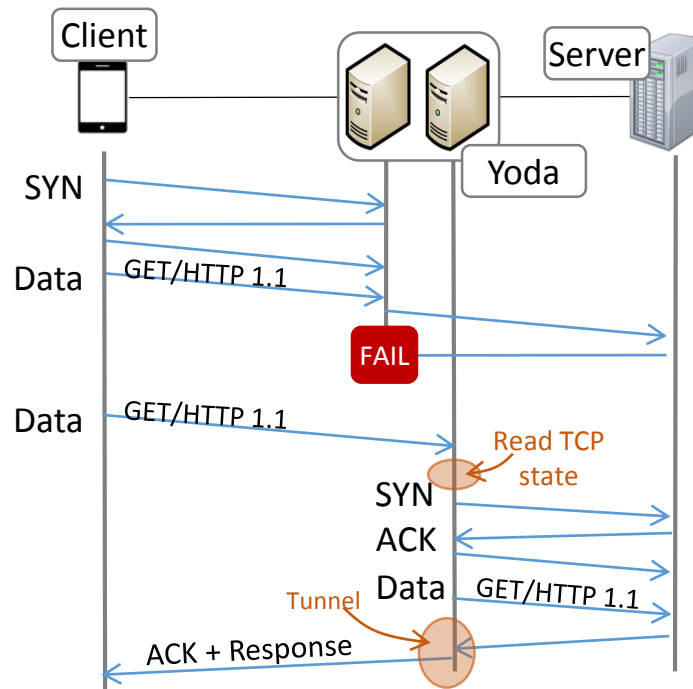 Client
Server
Yoda
SYN
Data
GET/HTTP 1.1
FAIL
Data
GET/HTTP 1.1
Read TCP
state
SYN
ACK
Data
GET/HTTP 1.1
Tunnel
ACK + Response